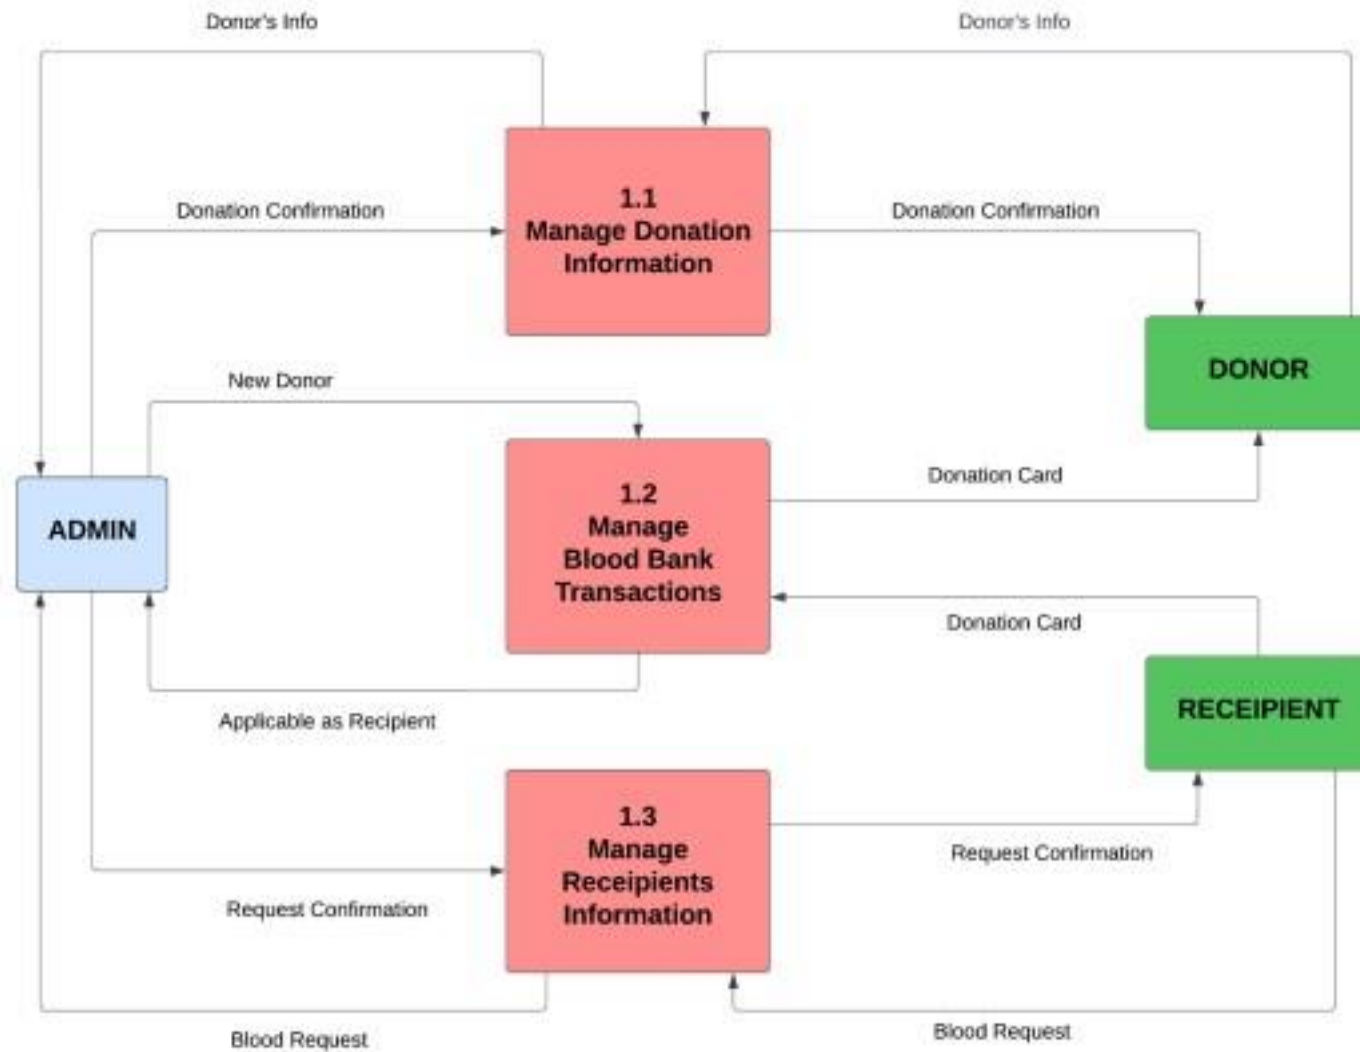 Donor's Info
Donor's Info
1.1
Manage Donation
Information
Donation Confirmation
Donation Confirmation
DONOR
New Donor
1.2
Manage
Blood Bank
Transactions
Donation Card
ADMIN
Donation Card
RECEIPIENT
Applicable as Recipient
1.3
Manage
Receipients
Information
Request Confirmation
Request Confirmation
Blood Request
Blood Request